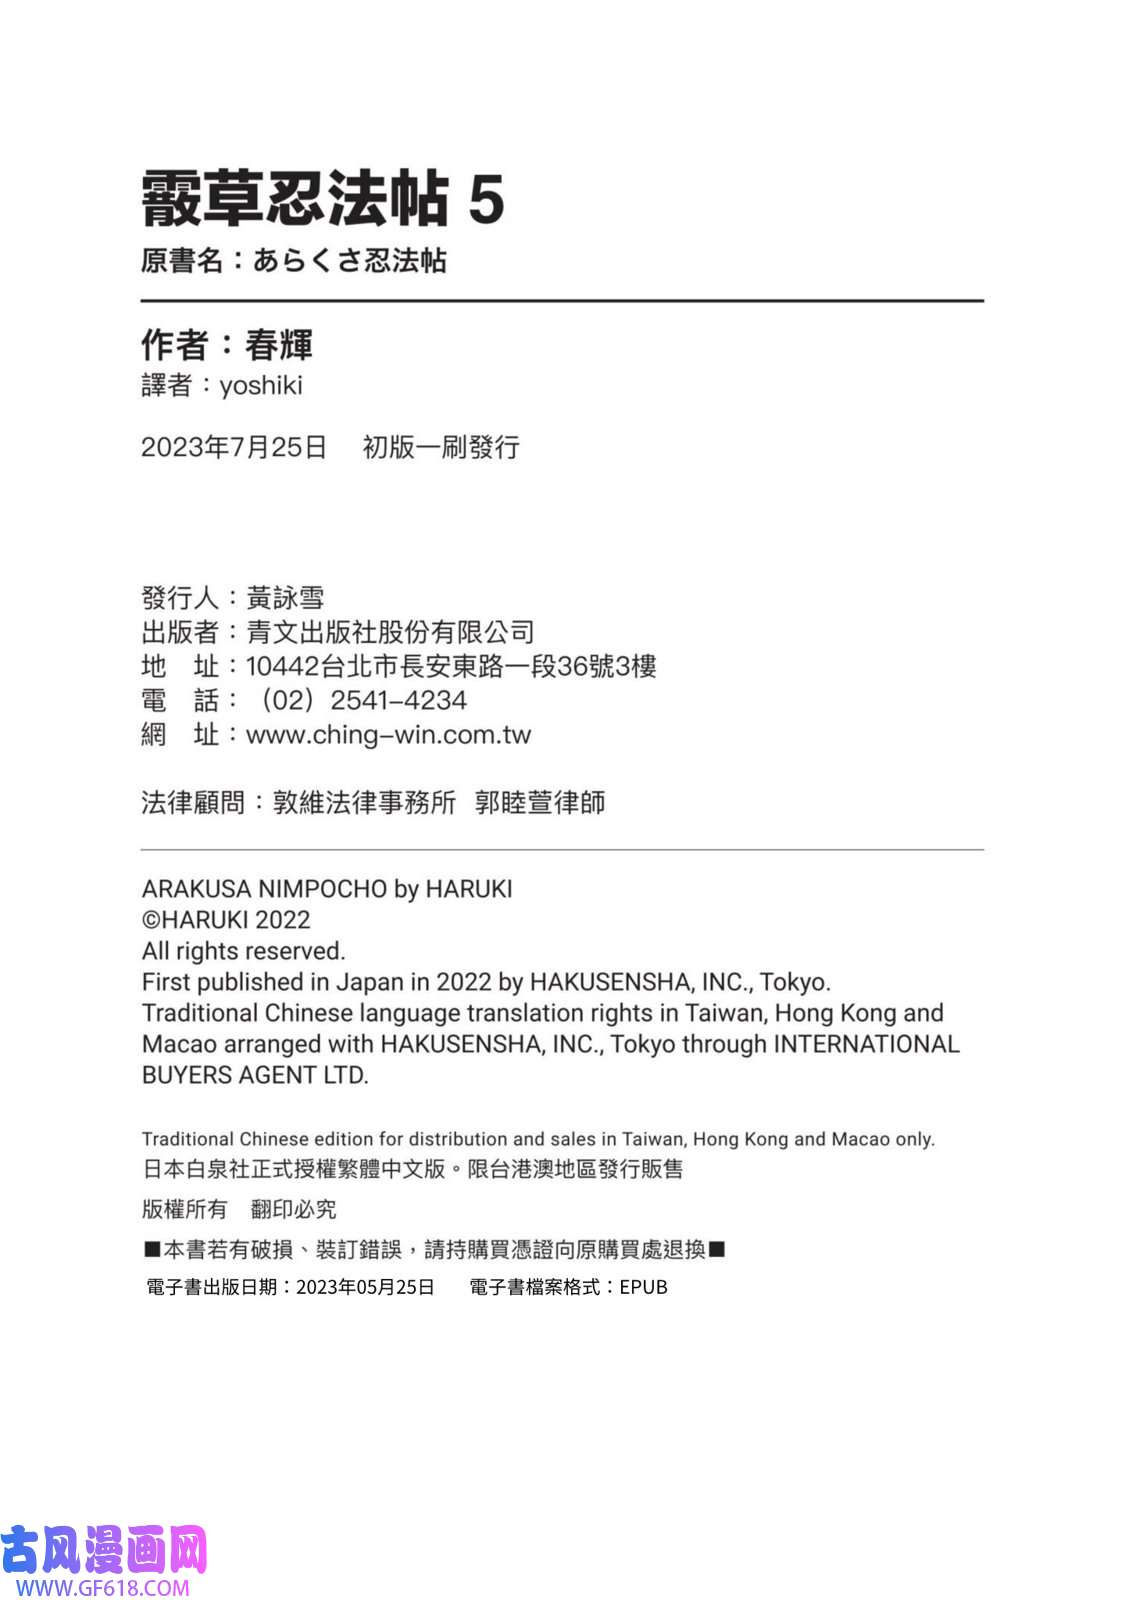 霰草忍法帖 5
原書名：あらくさ忍法帖
作者：春輝
譯者：yoshiki
2023年7月25日 初版一刷發行
發行人：黃詠雪
出版者：青文出版社股份有限公司
地　址：10442台北市長安東路一段36號3樓
電　話：（02）2541-4234
網　址：www.ching-win.com.tw
法律顧問：敦維法律事務所 郭睦萱律師
ARAKUSA NIMPOCHO by HARUKI
©HARUKI 2022
All rights reserved.
First published in Japan in 2022 by HAKUSENSHA, INC., Tokyo.
Traditional Chinese language translation rights in Taiwan, Hong Kong and
Macao arranged with HAKUSENSHA, INC., Tokyo through INTERNATIONAL
BUYERS AGENT LTD.
Traditional Chinese edition for distribution and sales in Taiwan, Hong Kong and Macao only.
日本白泉社正式授權繁體中文版。限台港澳地區發行販售
版權所有　翻印必究
■本書若有破損、裝訂錯誤，請持購買憑證向原購買處退換■
電子書出版日期：2023年05月25日 電子書檔案格式：EPUB
古风漫画网
WWW.GF618.COM